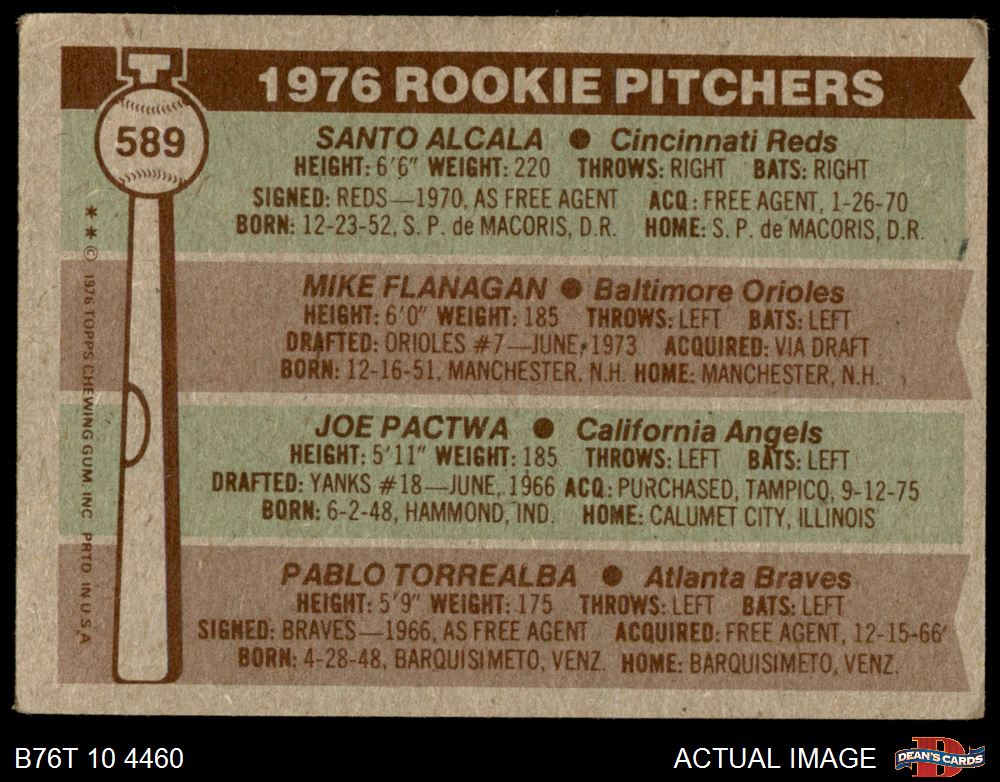 1976 ROOKIE PITCHERS
589
SANTO ALCALA ● Cincinnati Reds
HEIGHT: 6'6" WEIGHT: 220 THROWS: RIGHT BATS: RIGHT
SIGNED: REDS—1970, AS FREE AGENT ACQ: FREE AGENT, 1-26-70
BORN: 12-23-52, S. P. de MACORIS, D.R. HOME: S. P. de MACORIS, D.R.
MIKE FLANAGAN ● Baltimore Orioles
HEIGHT: 6'0" WEIGHT: 185 THROWS: LEFT BATS: LEFT
DRAFTED: ORIOLES #7—JUNE, 1973 ACQUIRED: VIA DRAFT
BORN: 12-16-51, MANCHESTER, N.H. HOME: MANCHESTER, N.H.
JOE PACTWA ● California Angels
HEIGHT: 5'11" WEIGHT: 185 THROWS: LEFT BATS: LEFT
DRAFTED: YANKS #18—JUNE, 1966 ACQ: PURCHASED, TAMPICO, 9-12-75
BORN: 6-2-48, HAMMOND, IND. HOME: CALUMET CITY, ILLINOIS
PABLO TORREALBA ● Atlanta Braves
HEIGHT: 5'9" WEIGHT: 175 THROWS: LEFT BATS: LEFT
SIGNED: BRAVES—1966, AS FREE AGENT ACQUIRED: FREE AGENT, 12-15-66
BORN: 4-28-48, BARQUISIMETO, VENZ. HOME: BARQUISIMETO, VENZ.
** © 1976 TOPPS CHEWING GUM, INC. PRTD. IN U.S.A.
B76T 10 4460
ACTUAL IMAGE
D
DEAN'S CARDS